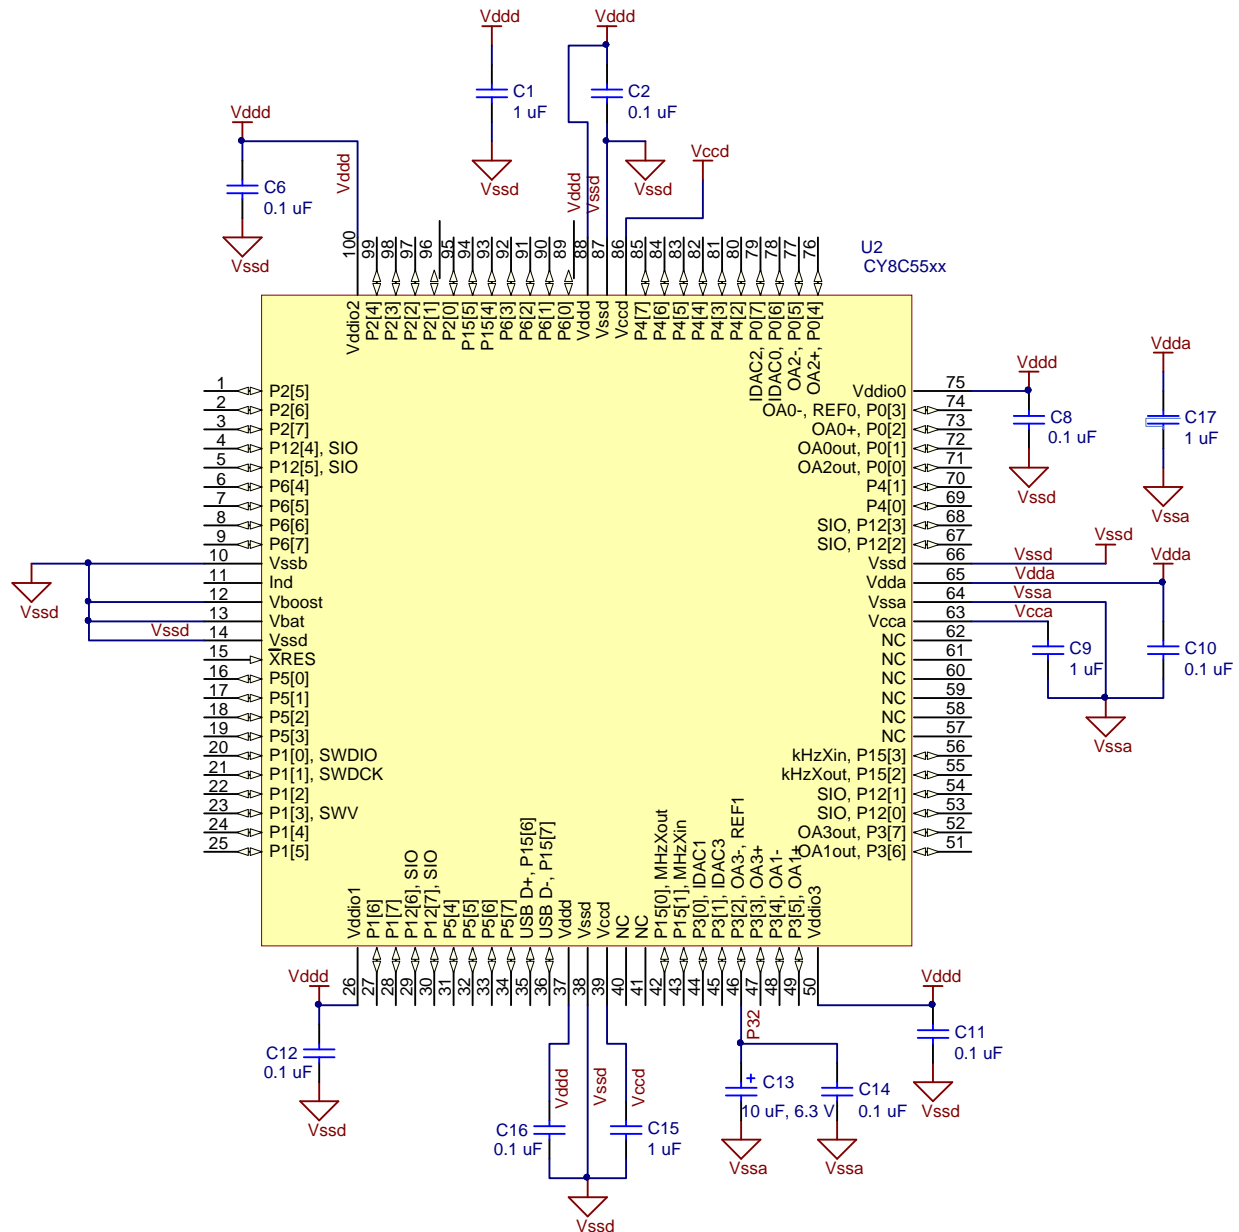 Vddd
Vddd
C1
1 uF
C2
0.1 uF
Vssd
Vssd
Vddd
C6
0.1 uF
Vssd
Vddd
Vddd
Vssd
Vccd
U2
CY8C55xx
100
99
98
97
96
95
94
93
92
91
90
89
88
87
86
85
84
83
82
81
80
79
78
77
76
Vddio2
P2[4]
P2[3]
P2[2]
P2[1]
P2[0]
P15[5]
P15[4]
P6[3]
P6[2]
P6[1]
P6[0]
Vddd
Vssd
Vccd
P4[7]
P4[6]
P4[5]
P4[4]
P4[3]
P4[2]
IDAC2, P0[7]
IDAC0, P0[6]
OA2-, P0[5]
OA2+, P0[4]
1 P2[5]
2 P2[6]
3 P2[7]
4 P12[4], SIO
5 P12[5], SIO
6 P6[4]
7 P6[5]
8 P6[6]
9 P6[7]
10 Vssb
11 Ind
12 Vboost
13 Vbat
14 Vssd
15 XRES
16 P5[0]
17 P5[1]
18 P5[2]
19 P5[3]
20 P1[0], SWDIO
21 P1[1], SWDCK
22 P1[2]
23 P1[3], SWV
24 P1[4]
25 P1[5]
Vssd
Vssd
Vddio0 75
OA0-, REF0, P0[3] 74
OA0+, P0[2] 73
OA0out, P0[1] 72
OA2out, P0[0] 71
P4[1] 70
P4[0] 69
SIO, P12[3] 68
SIO, P12[2] 67
Vssd 66
Vdda 65
Vssa 64
Vcca 63
NC 62
NC 61
NC 60
NC 59
NC 58
NC 57
kHzXin, P15[3] 56
kHzXout, P15[2] 55
SIO, P12[1] 54
SIO, P12[0] 53
OA3out, P3[7] 52
OA1out, P3[6] 51
Vddd
C8
0.1 uF
Vssd
Vdda
C17
1 uF
Vssa
Vssd
Vssd
Vdda
Vdda
Vssa
Vcca
C9
1 uF
C10
0.1 uF
Vssa
Vddio1
P1[6]
P1[7]
P12[6], SIO
P12[7], SIO
P5[4]
P5[5]
P5[6]
P5[7]
USB D+, P15[6]
USB D-, P15[7]
Vddd
Vssd
Vccd
NC
NC
P15[0], MHzXout
P15[1], MHzXin
P3[0], IDAC1
P3[1], IDAC3
P3[2], OA3-, REF1
P3[3], OA3+
P3[4], OA1-
P3[5], OA1+
Vddio3
26
27
28
29
30
31
32
33
34
35
36
37
38
39
40
41
42
43
44
45
46
47
48
49
50
Vddd
C12
0.1 uF
Vssd
Vddd
Vssd
Vccd
C16
0.1 uF
C15
1 uF
Vssd
P32
+
C13
10 uF, 6.3 V
Vssa
C14
0.1 uF
Vssa
Vddd
C11
0.1 uF
Vssd